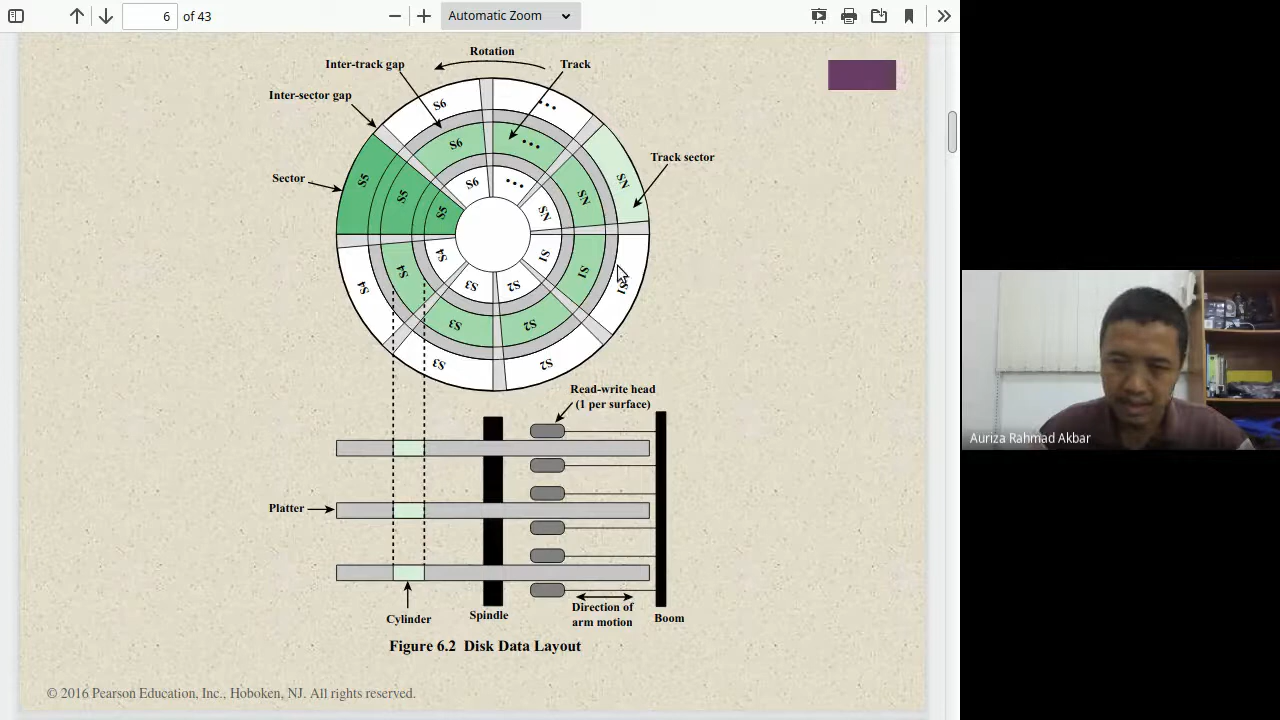 6 of 43
Automatic Zoom
Rotation
Inter-track gap
Track
Inter-sector gap
S6
• • •
S6
• • •
Track sector
S5
SN
Sector
S6
• • •
S5
SN
S5
SN
S4
S1
S4
S1
S4
S3
S2
S1
S3
S2
S3
S2
Read-write head
(1 per surface)
Platter
Cylinder
Spindle
Direction of
arm motion
Boom
Figure 6.2 Disk Data Layout
© 2016 Pearson Education, Inc., Hoboken, NJ. All rights reserved.
Auriza Rahmad Akbar